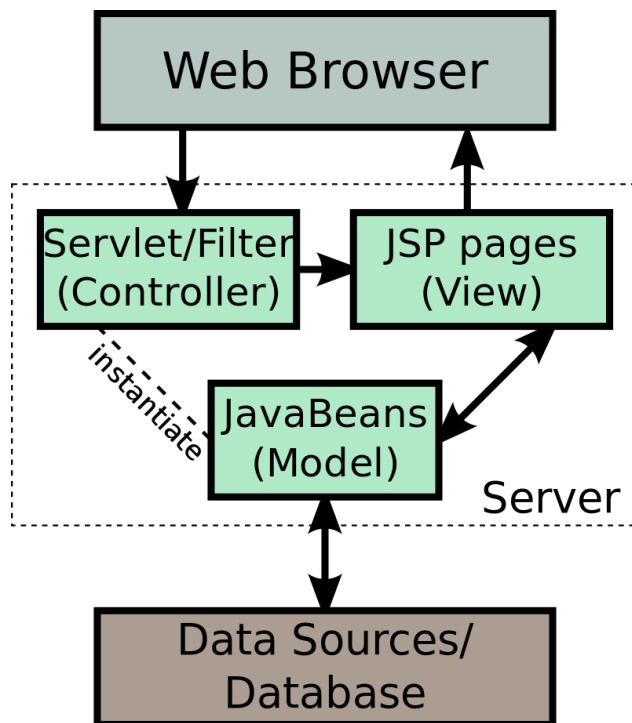 Web Browser
Servlet/Filter
(Controller)
JSP pages
(View)
instantiate
JavaBeans
(Model)
Server
Data Sources/
Database